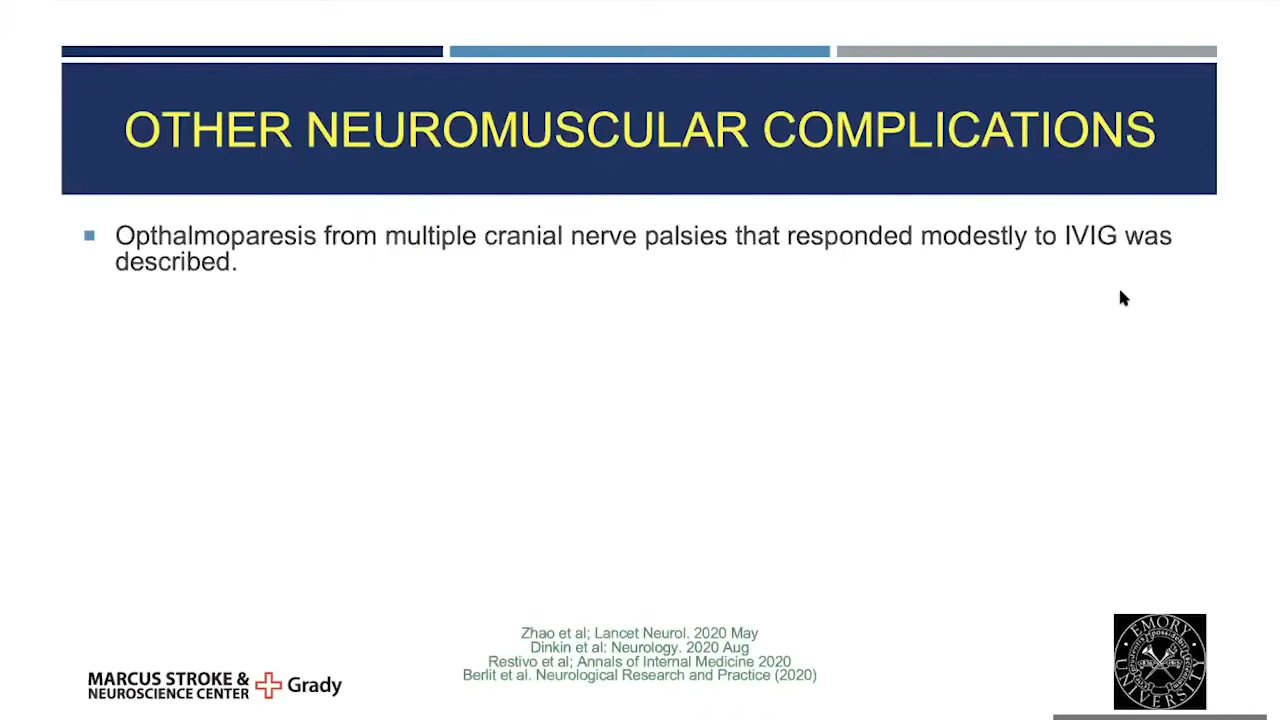 OTHER NEUROMUSCULAR COMPLICATIONS
Opthalmoparesis from multiple cranial nerve palsies that responded modestly to IVIG was
described.
Zhao et al; Lancet Neurol, 2020 May
Dinkin et al: Neurology. 2020 Aug
Restivo et al; Annals of Internal Medicine 2020
Berlit et al. Neurological Research and Practice (2020)
MARCUS STROKE &
NEUROSCIENCE CENTER
Grady
EMORY
UNIVERSITY